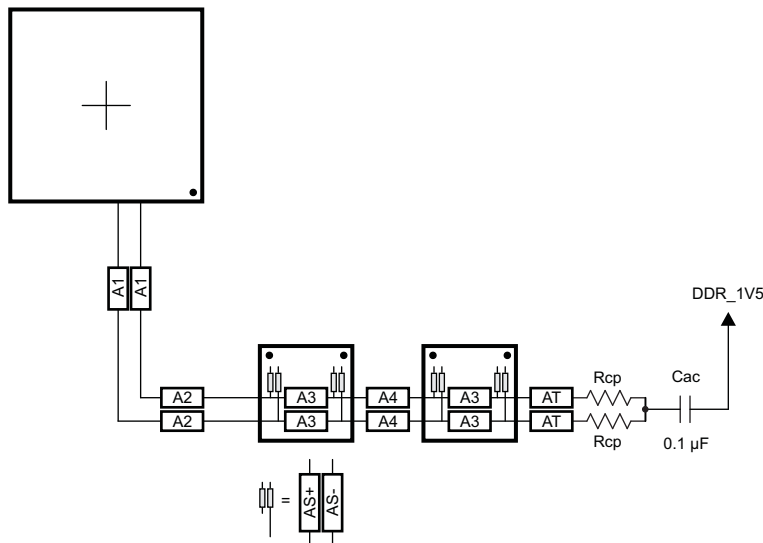 A1 A1
DDR_1V5
A2 A3 A4 A3 AT Rcp Cac
A2 A3 A4 A3 AT Rcp 0.1 µF
= AS+ AS-